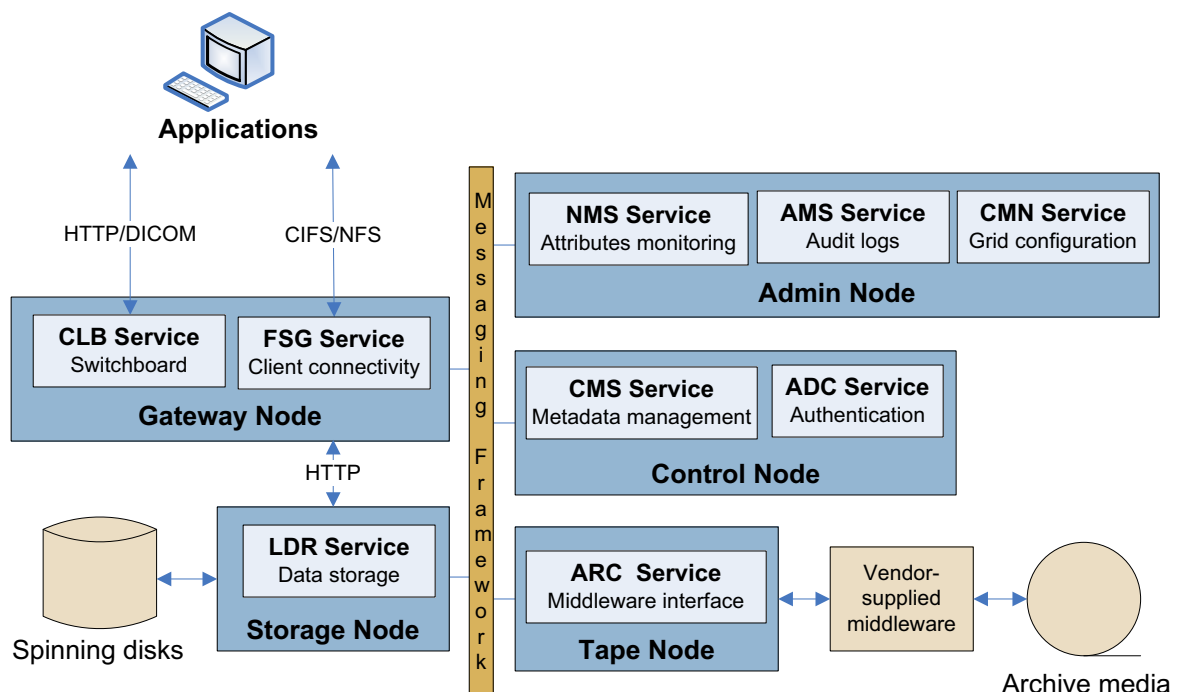 Applications
HTTP/DICOM
CIFS/NFS
CLB Service
Switchboard
FSG Service
Client connectivity
Gateway Node
HTTP
LDR Service
Data storage
Storage Node
Spinning disks
Messaging Framework
NMS Service
Attributes monitoring
AMS Service
Audit logs
CMN Service
Grid configuration
Admin Node
CMS Service
Metadata management
ADC Service
Authentication
Control Node
ARC Service
Middleware interface
Tape Node
Vendor-
supplied
middleware
Archive media